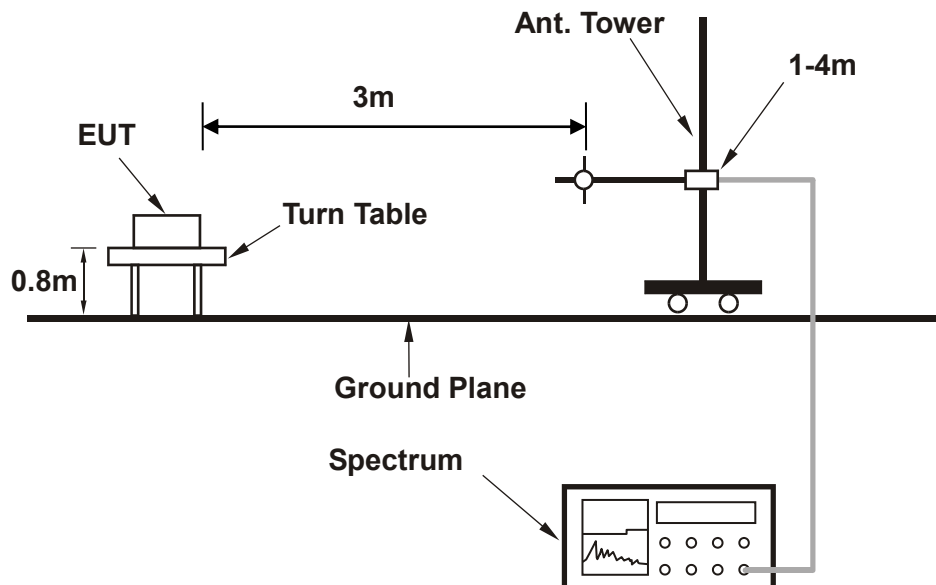 Ant. Tower
1-4m
3m
EUT
Turn Table
0.8m
Ground Plane
Spectrum